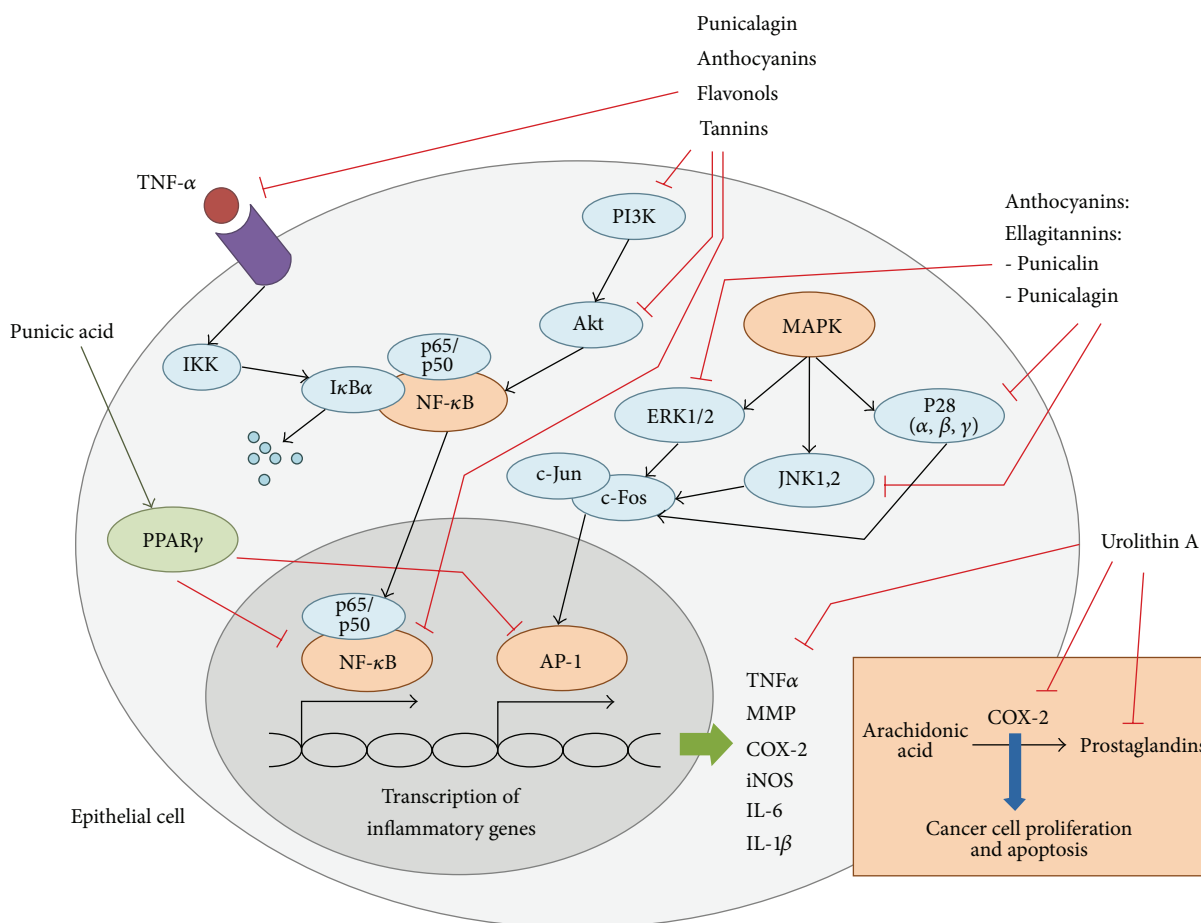 Punicalagin
Anthocyanins
Flavonols
Tannins
TNF-α
PI3K
Anthocyanins:
Ellagitannins:
- Punicalin
- Punicalagin
Punicic acid
Akt
MAPK
IKK
p65/
p50
IκBα
NF-κB
ERK1/2
P28
(α, β, γ)
c-Jun
c-Fos
JNK1,2
PPARγ
Urolithin A
p65/
p50
NF-κB
AP-1
TNFα
MMP
COX-2
iNOS
IL-6
IL-1β
COX-2
Arachidonic
acid
Prostaglandins
Cancer cell proliferation
and apoptosis
Transcription of
inflammatory genes
Epithelial cell